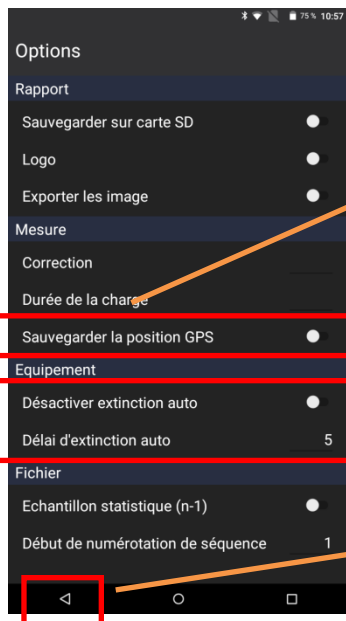 75 % 10:57
Options
Rapport
Sauvegarder sur carte SD
Logo
Exporter les image
Mesure
Correction
Durée de la charge
Sauvegarder la position GPS
Equipement
Désactiver extinction auto
Délai d'extinction auto 5
Fichier
Echantillon statistique (n-1)
Début de numérotation de séquence 1